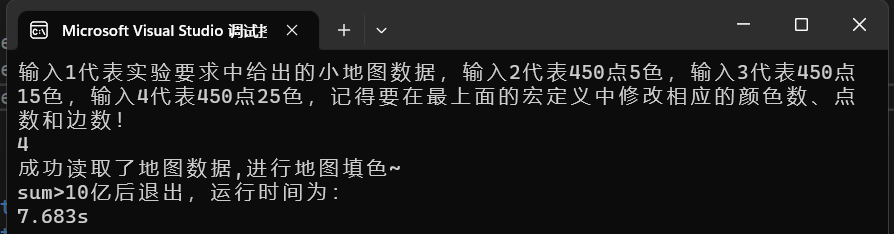 Microsoft Visual Studio 调试
输入1代表实验要求中给出的小地图数据，输入2代表450点5色，输入3代表450点
15色，输入4代表450点25色，记得要在最上面的宏定义中修改相应的颜色数、点
数和边数！
4
成功读取了地图数据,进行地图填色~
sum>10亿后退出，运行时间为：
7.683s